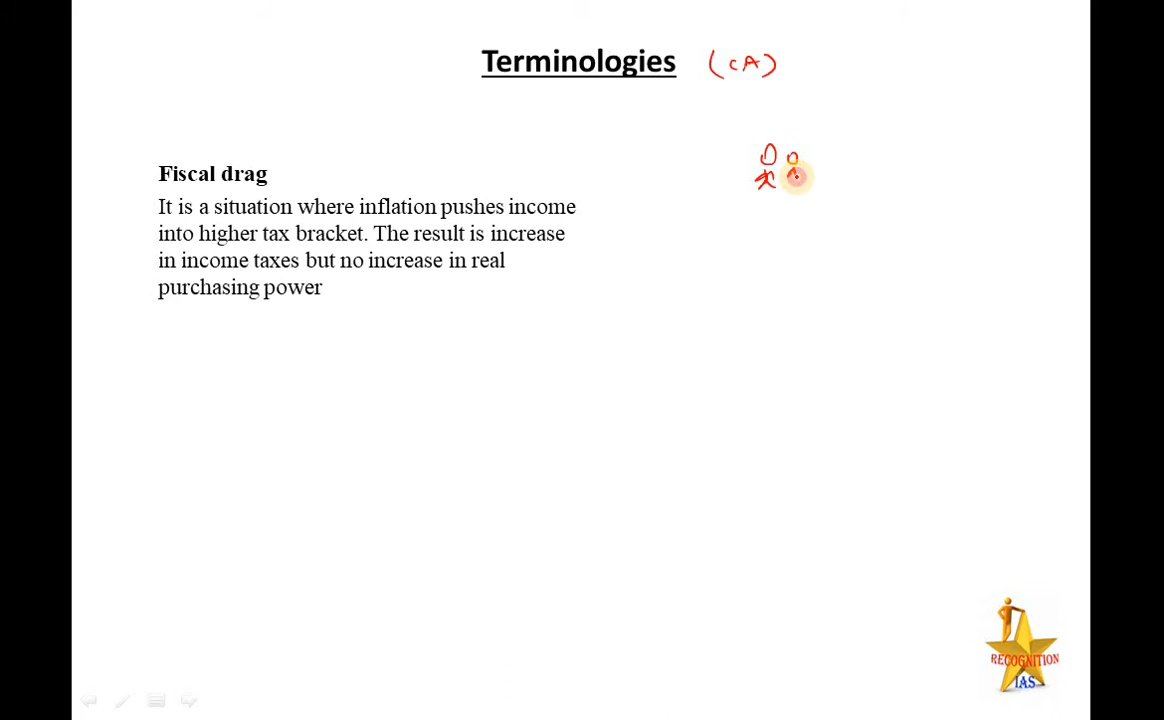 Terminologies (CA)
Fiscal drag
It is a situation where inflation pushes income
into higher tax bracket. The result is increase
in income taxes but no increase in real
purchasing power
RECOGNITION
IAS